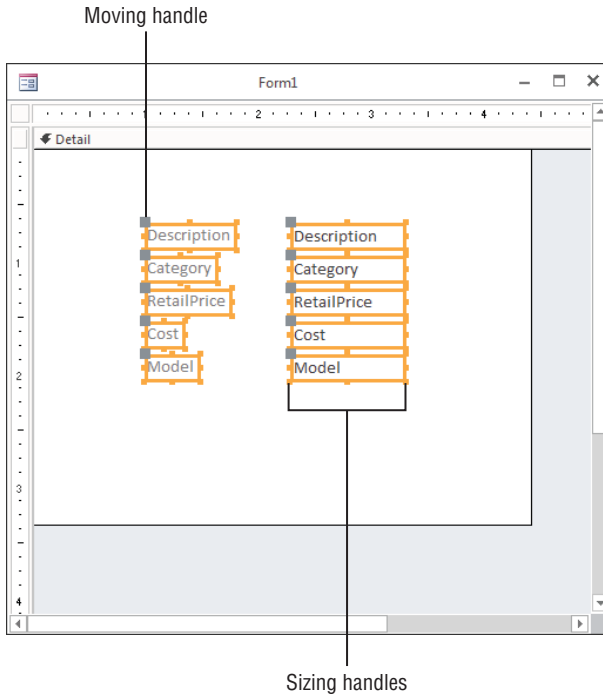 Moving handle
Form1
1 2 3 4
Detail
Description Description
1
Category Category
RetailPrice RetailPrice
Cost Cost
Model Model
2
3
4
Sizing handles